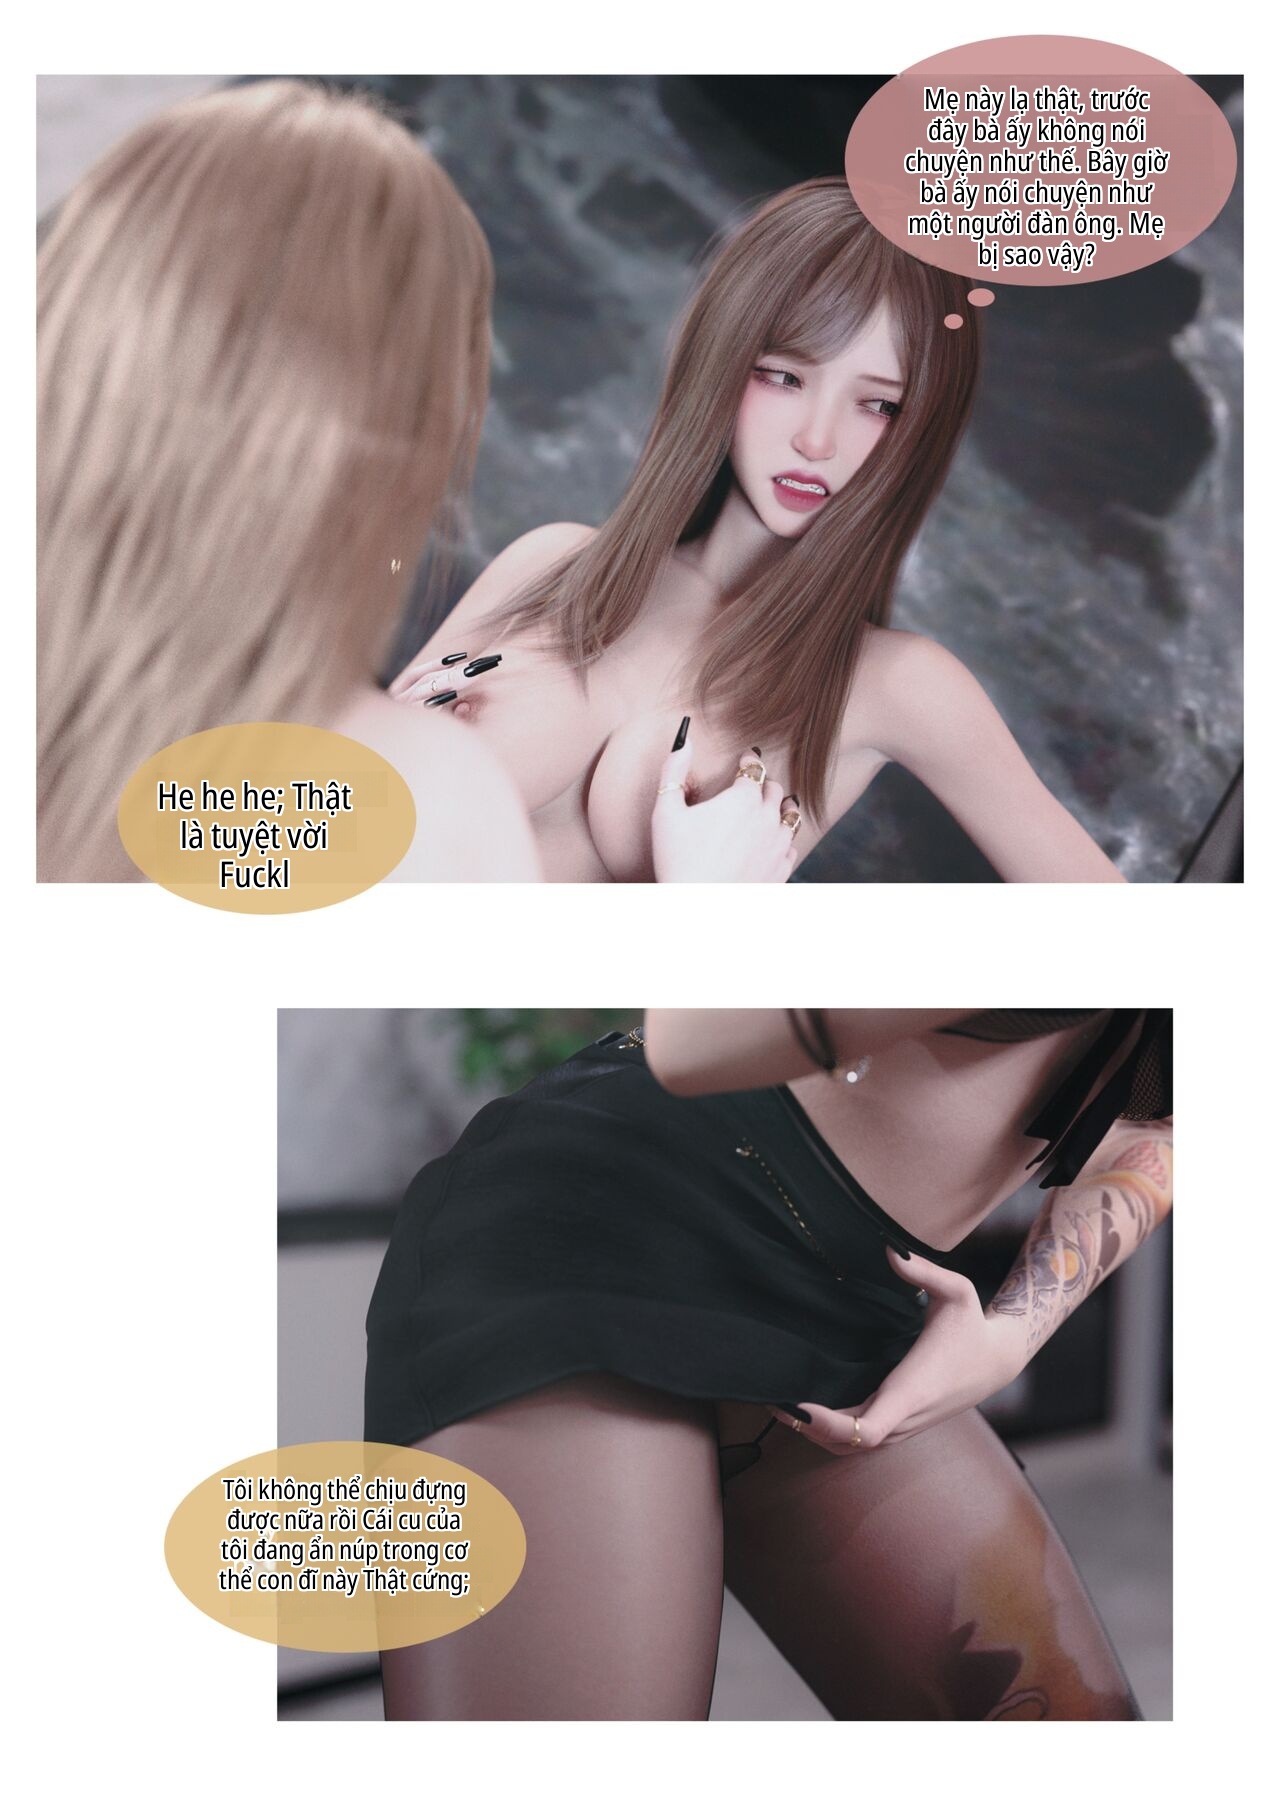 Mẹ này lạ thật, trước
đây bà ấy không nói
chuyện như thế. Bây giờ
bà ấy nói chuyện như
một người đàn ông. Mẹ
bị sao vậy?
He he he; Thật
là tuyệt vời
Fuckl
Tôi không thể chịu đựng
được nữa rồi Cái cu của
tôi đang ẩn núp trong cơ
thể con đĩ này Thật cứng;